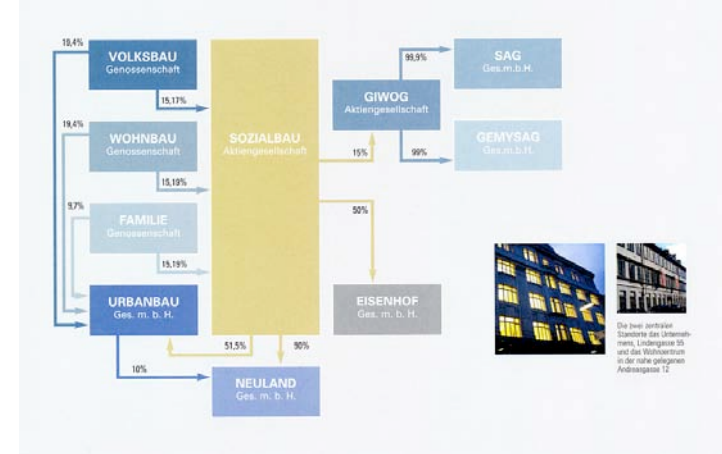 19,4%
VOLKSBAU
Genossenschaft
15,17%
19,4%
WOHNBAU
Genossenschaft
15,19%
9,7%
FAMILIE
Genossenschaft
15,19%
URBANBAU
Ges. m. b. H.
SOZIALBAU
Aktiengesellschaft
51,5%
90%
10%
NEULAND
Ges. m. b. H.
15%
GIWOG
Aktiengesellschaft
99,9%
SAG
Ges.m.b.H.
99%
GEMYSAG
Ges.m.b.H.
50%
EISENHOF
Ges. m. b. H.
Die zwei zentralen
Standorte des Unterneh-
mens, Lindengasse 55
und das Wohnzentrum
in der nahe gelegenen
Andreasgasse 12